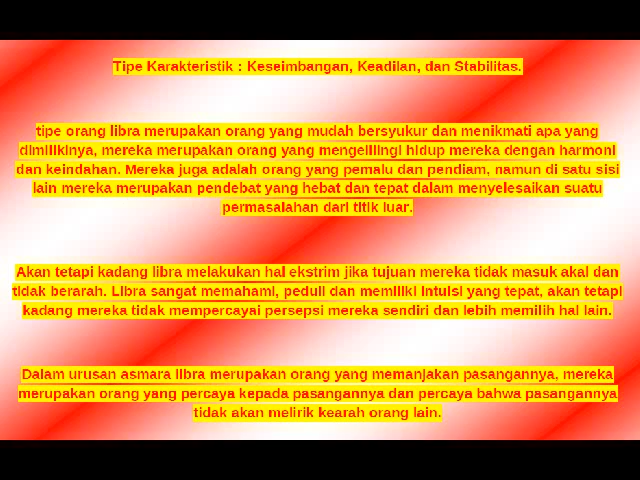 Tipe Karakteristik : Keseimbangan, Keadilan, dan Stabilitas.
tipe orang libra merupakan orang yang mudah bersyukur dan menikmati apa yang
dimilikinya, mereka merupakan orang yang mengelilingi hidup mereka dengan harmoni
dan keindahan. Mereka juga adalah orang yang pemalu dan pendiam, namun di satu sisi
lain mereka merupakan pendebat yang hebat dan tepat dalam menyelesaikan suatu
permasalahan dari titik luar.
Akan tetapi kadang libra melakukan hal ekstrim jika tujuan mereka tidak masuk akal dan
tidak berarah. Libra sangat memahami, peduli dan memiliki intuisi yang tepat, akan tetapi
kadang mereka tidak mempercayai persepsi mereka sendiri dan lebih memilih hal lain.
Dalam urusan asmara libra merupakan orang yang memanjakan pasangannya, mereka
merupakan orang yang percaya kepada pasangannya dan percaya bahwa pasangannya
tidak akan melirik kearah orang lain.